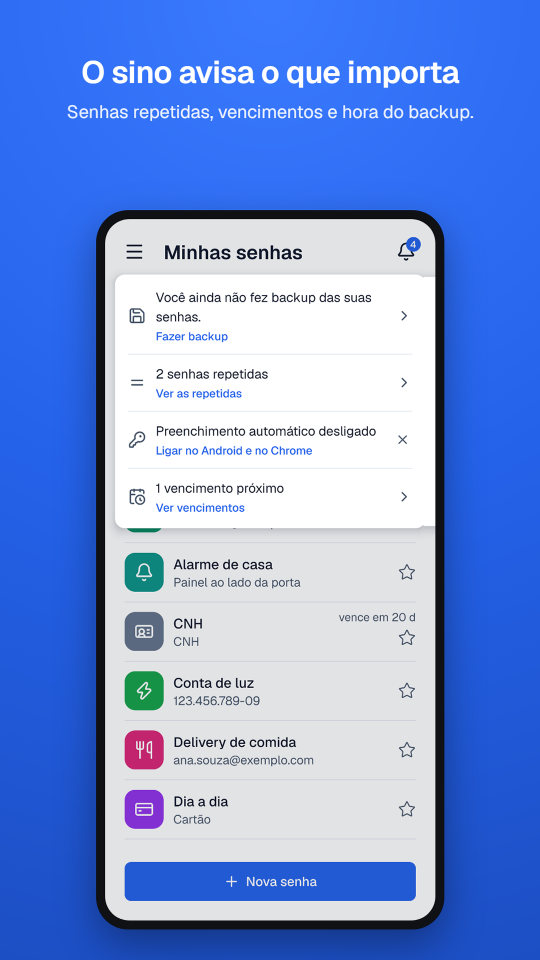 O sino avisa o que importa
Senhas repetidas, vencimentos e hora do backup.
Minhas senhas
4
Você ainda não fez backup das suas
senhas.
Fazer backup
2 senhas repetidas
Ver as repetidas
Preenchimento automático desligado
Ligar no Android e no Chrome
1 vencimento próximo
Ver vencimentos
Alarme de casa
Painel ao lado da porta
CNH
vence em 20 d
CNH
Conta de luz
123.456.789-09
Delivery de comida
ana.souza@exemplo.com
Dia a dia
Cartão
Nova senha